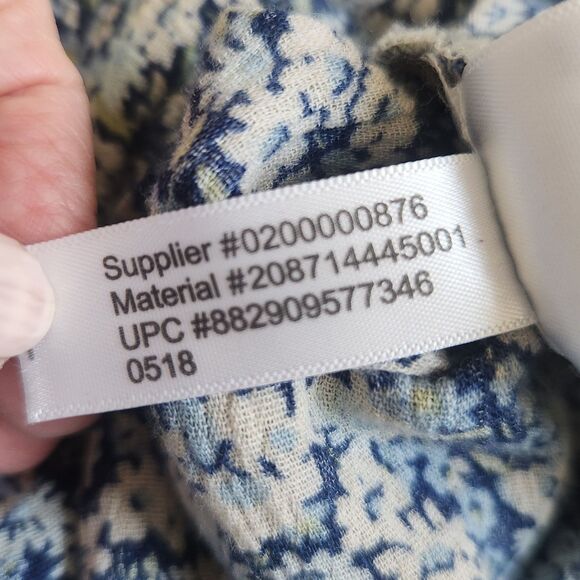 Supplier #0200000876
Material #208714445001
UPC #882909577346
0518